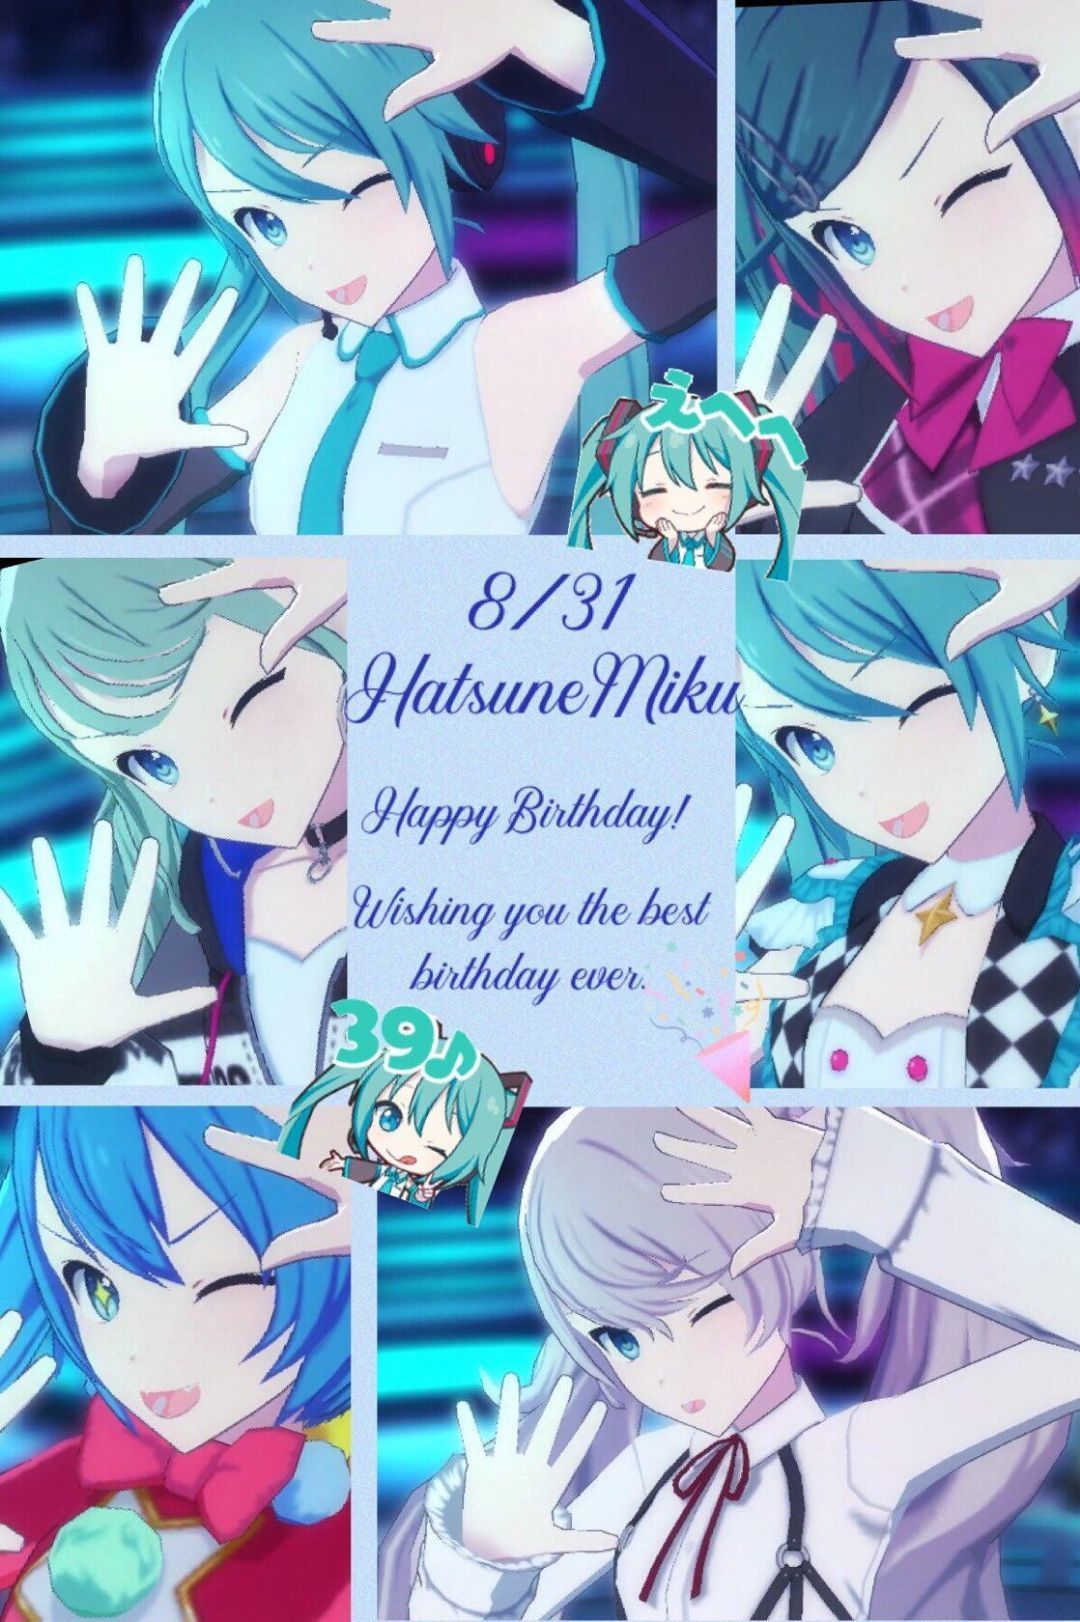 えへへ
8/31
HatsuneMiku
Happy Birthday!
Wishing you the best
birthday ever.
39♪